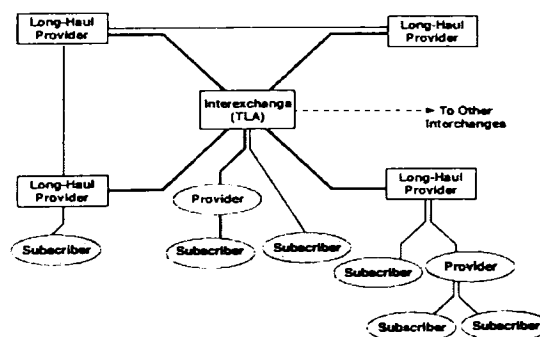 Long-Haul
Provider
Long-Haul
Provider
Interexchanga
(TLA)
To Other
Interchanges
Long-Haul
Provider
Long-Haul
Provider
Provider
Subscriber
Subscriber
Subscriber
Subscriber
Provider
Subscriber
Subscriber